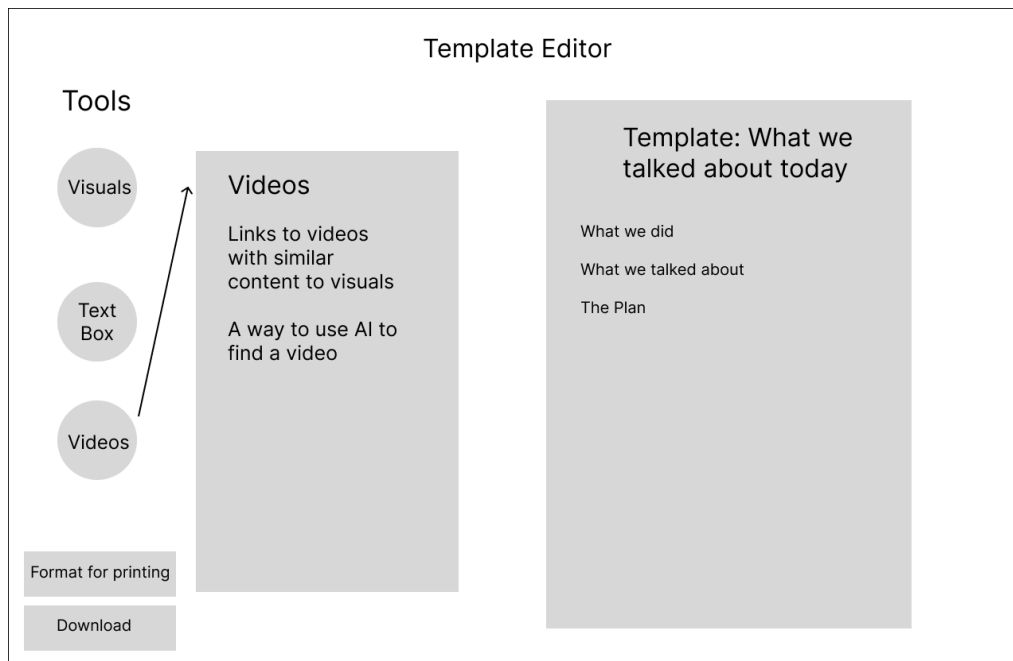 Template Editor
Tools
Visuals
Text
Box
Videos
Format for printing
Download
Videos
Links to videos
with similar
content to visuals
A way to use AI to
find a video
Template: What we
talked about today
What we did
What we talked about
The Plan